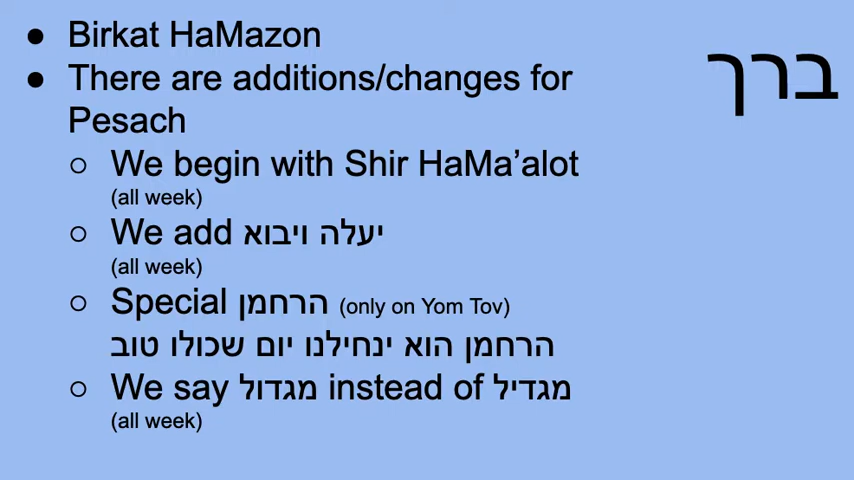 ברך
● Birkat HaMazon
● There are additions/changes for
Pesach
○ We begin with Shir HaMa’alot
(all week)
○ We add יעלה ויבוא
(all week)
○ Special הרחמן (only on Yom Tov)
הרחמן הוא ינחילנו יום שכולו טוב
○ We say מגדול instead of מגדיל
(all week)